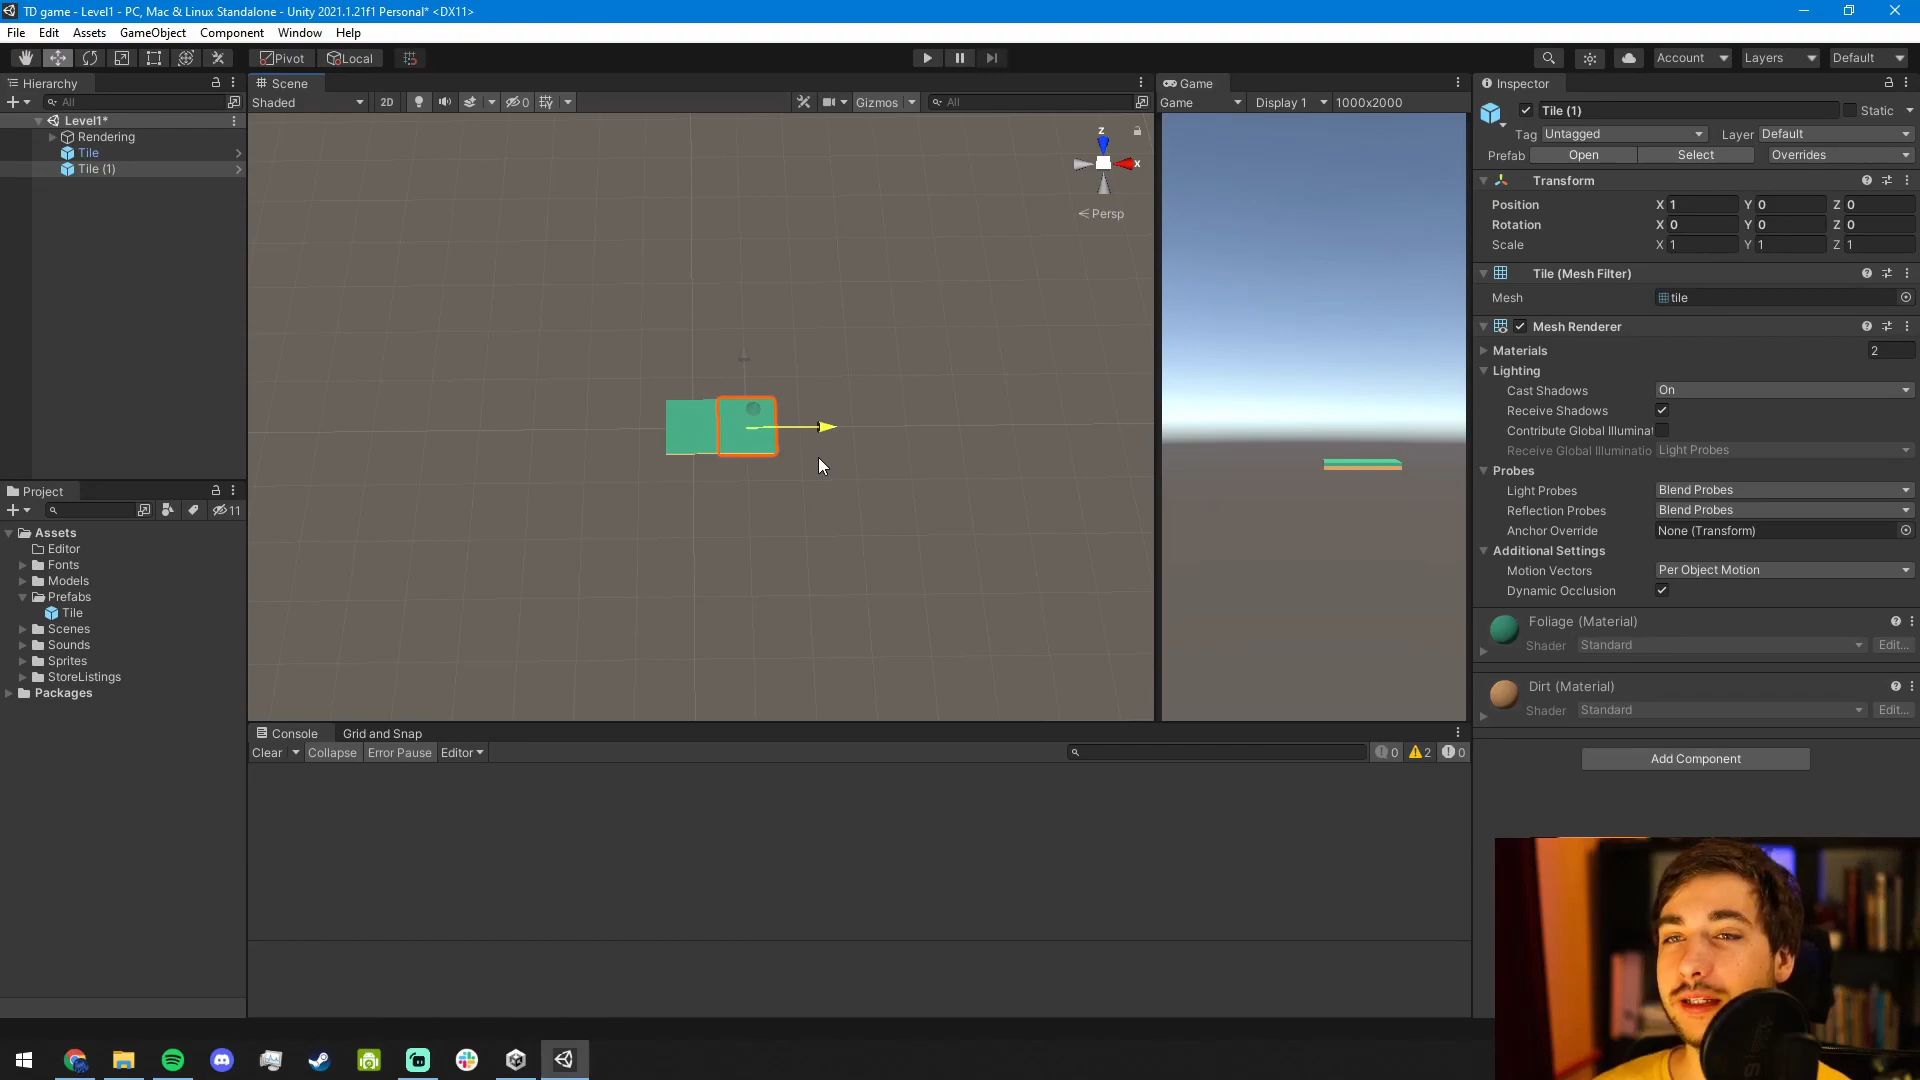 TD game - Level1 - PC, Mac & Linux Standalone - Unity 2021.1.21f1 Personal* <DX11>
File Edit Assets GameObject Component Window Help
Pivot Local Account Layers Default
Hierarchy Scene Game Inspector
All Shaded 2D 0 Gizmos All Game Display 1 1000x2000 Tile (1) Static
Level1*
Rendering
Tile
Tile (1)
z
x
Persp
Tag Untagged Layer Default
Prefab Open Select Overrides
Transform
Position X 1 Y 0 Z 0
Rotation X 0 Y 0 Z 0
Scale X 1 Y 1 Z 1
Tile (Mesh Filter)
Mesh tile
Mesh Renderer
Materials 2
Lighting
Cast Shadows On
Receive Shadows
Contribute Global Illuminat
Receive Global Illuminatio Light Probes
Probes
Light Probes Blend Probes
Reflection Probes Blend Probes
Anchor Override None (Transform)
Additional Settings
Motion Vectors Per Object Motion
Dynamic Occlusion
Foliage (Material)
Shader Standard Edit...
Dirt (Material)
Shader Standard Edit...
Add Component
Project
11
Assets
Editor
Fonts
Models
Prefabs
Tile
Scenes
Sounds
Sprites
StoreListings
Packages
Console Grid and Snap
Clear Collapse Error Pause Editor 0 2 0